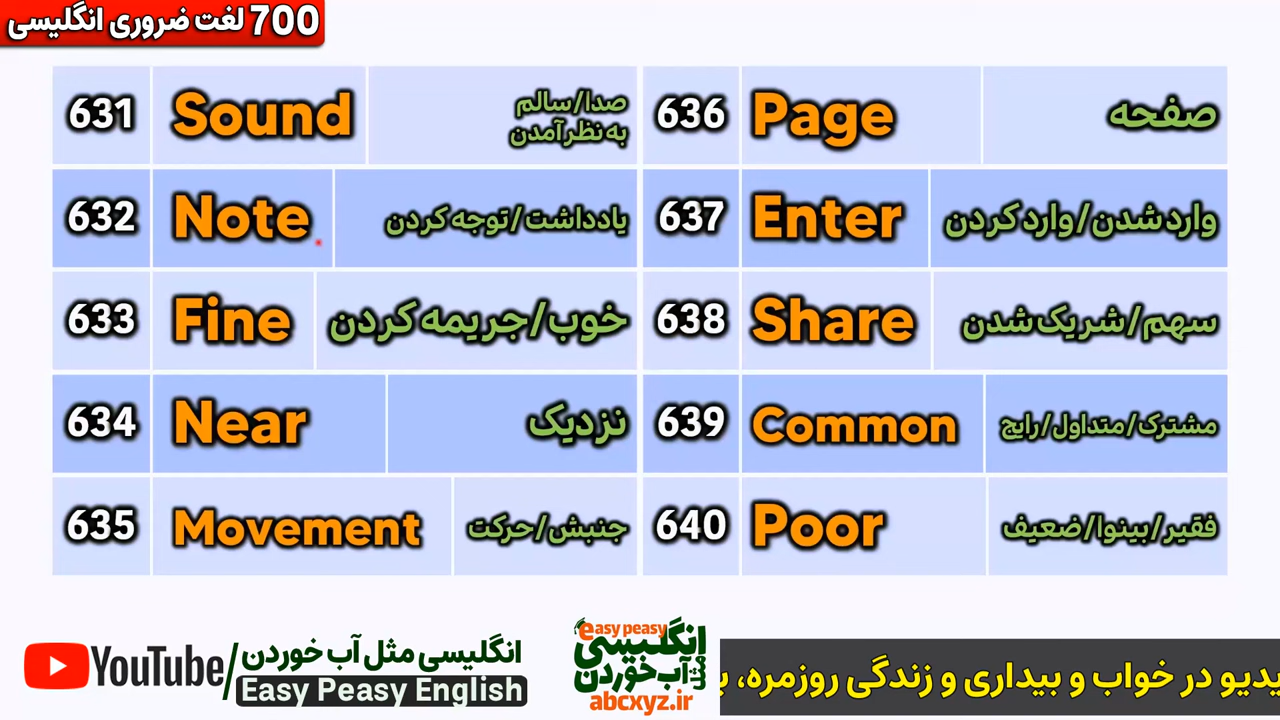 700 لغت ضروری انگلیسی
631 Sound صدا/سالم
به نظر آمدن
632 Note یادداشت/توجه کردن
633 Fine خوب/جریمه کردن
634 Near نزدیک
635 Movement جنبش/حرکت
636 Page صفحه
637 Enter وارد شدن/وارد کردن
638 Share سهم/شریک شدن
639 Common مشترک/متداول/رایج
640 Poor فقیر/بینوا/ضعیف
YouTube/انگلیسی مثل آب خوردن
Easy Peasy English
easy peasy
انگلیسی
مثل آب خوردن
abcxyz.ir
در خواب و بیداری و زندگی روزمره،